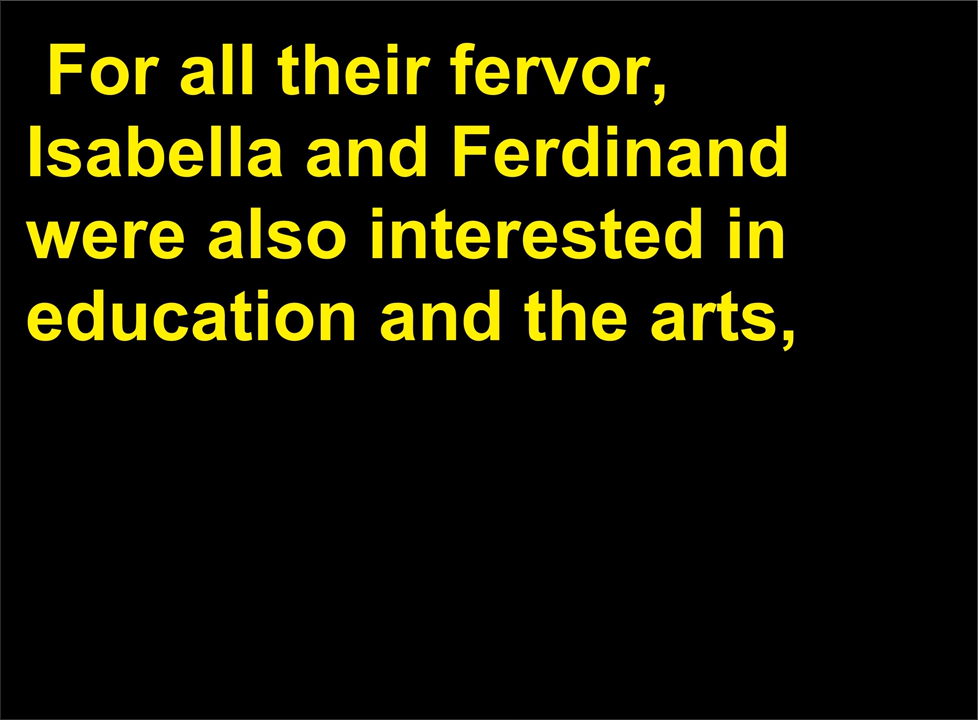 For all their fervor,
Isabella and Ferdinand
were also interested in
education and the arts,